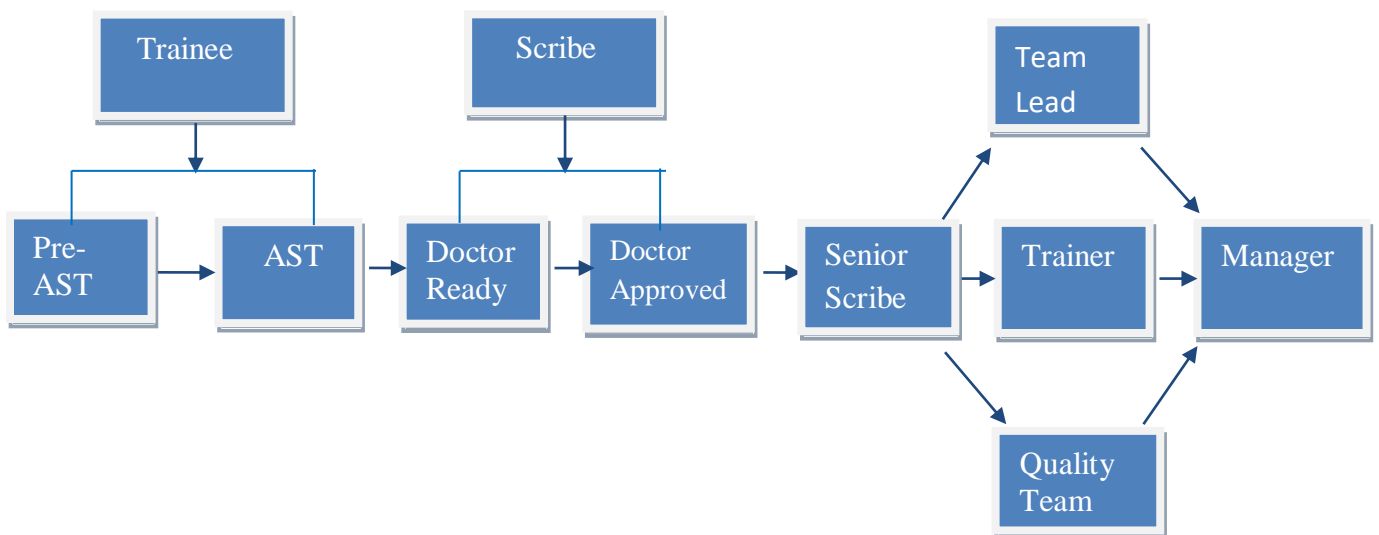 Trainee
Scribe
Team
Lead
Pre-
AST
AST
Doctor
Ready
Doctor
Approved
Senior
Scribe
Trainer
Manager
Quality
Team